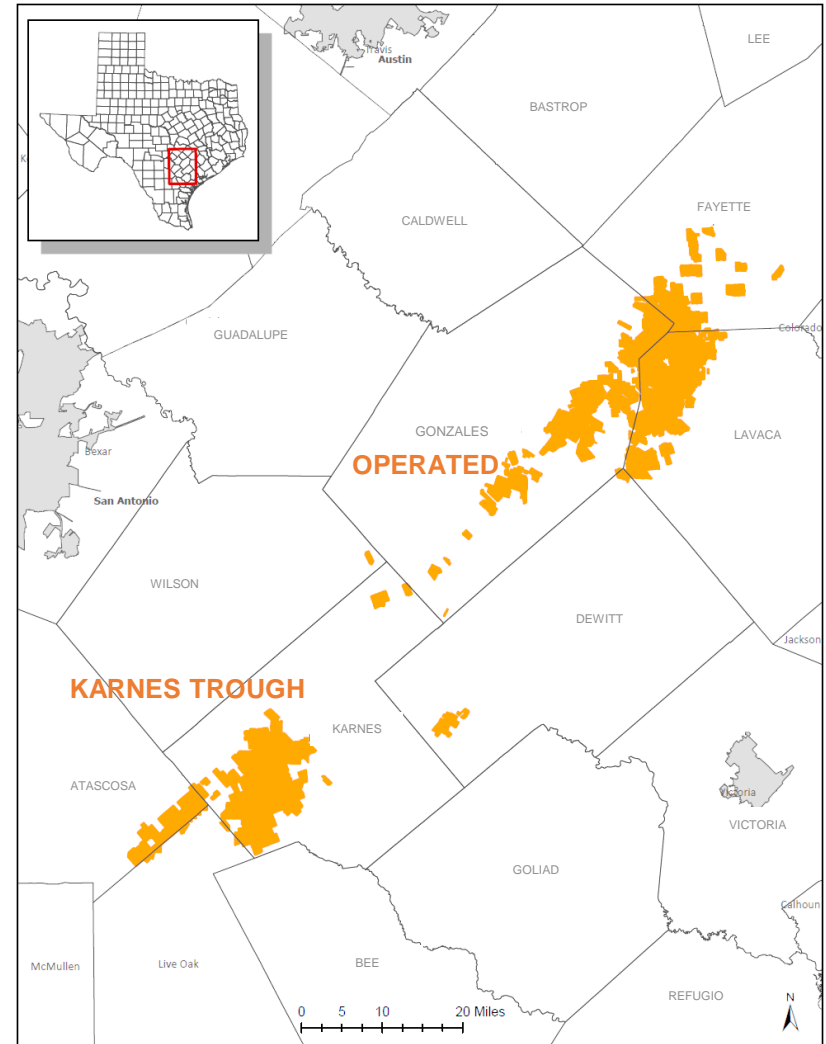 LEE
Travis
Austin
BASTROP
FAYETTE
CALDWELL
Colorado
GUADALUPE
GONZALES
LAVACA
OPERATED
Bexar
San Antonio
WILSON
DEWITT
Jackson
KARNES TROUGH
KARNES
ATASCOSA
Victoria
VICTORIA
GOLIAD
Calhoun
McMullen
Live Oak
BEE
REFUGIO
N
0 5 10 20 Miles